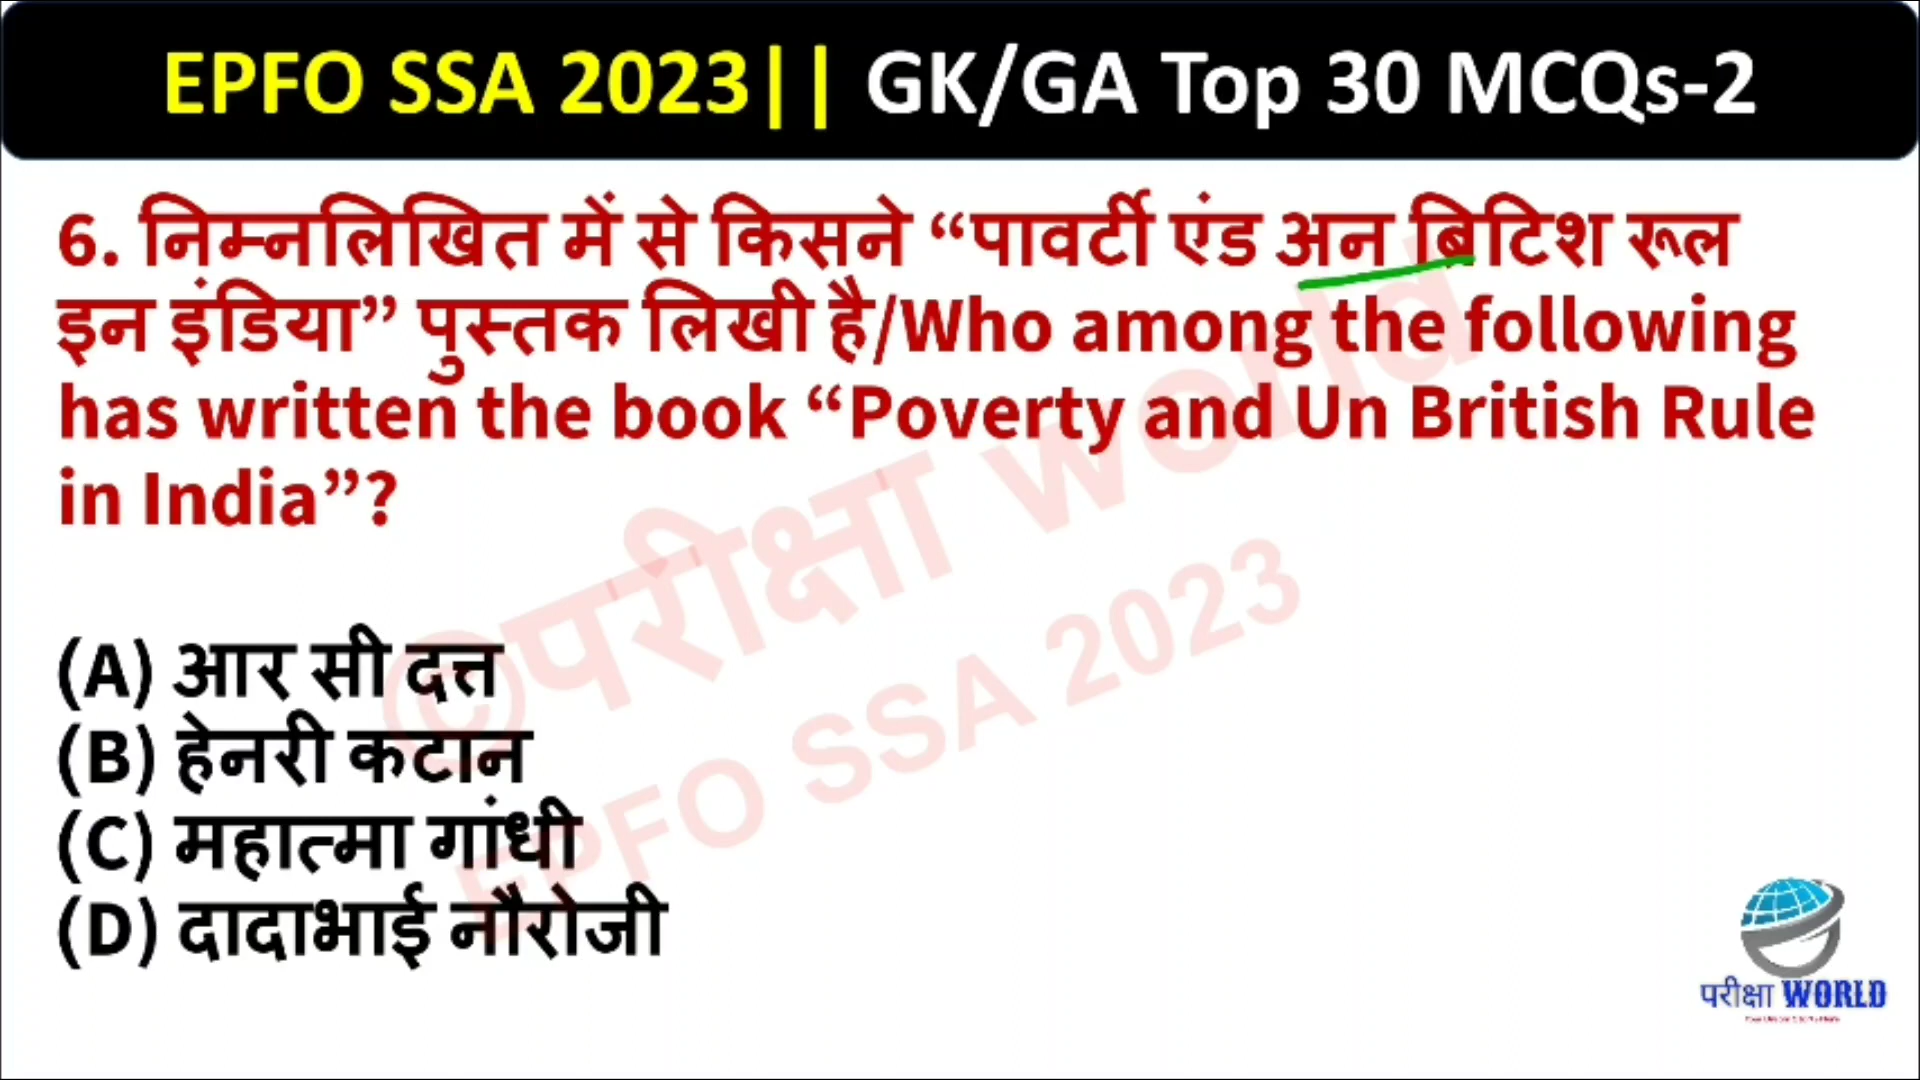 EPFO SSA 2023|| GK/GA Top 30 MCQs-2
6. निम्नलिखित में से किसने “पावर्टी एंड अन ब्रिटिश रूल
इन इंडिया” पुस्तक लिखी है/Who among the following
has written the book “Poverty and Un British Rule
in India”?
©परीक्षा world
EPFO SSA 2023
(A) आर सी दत्त
(B) हेनरी कटान
(C) महात्मा गांधी
(D) दादाभाई नौरोजी
परीक्षा WORLD